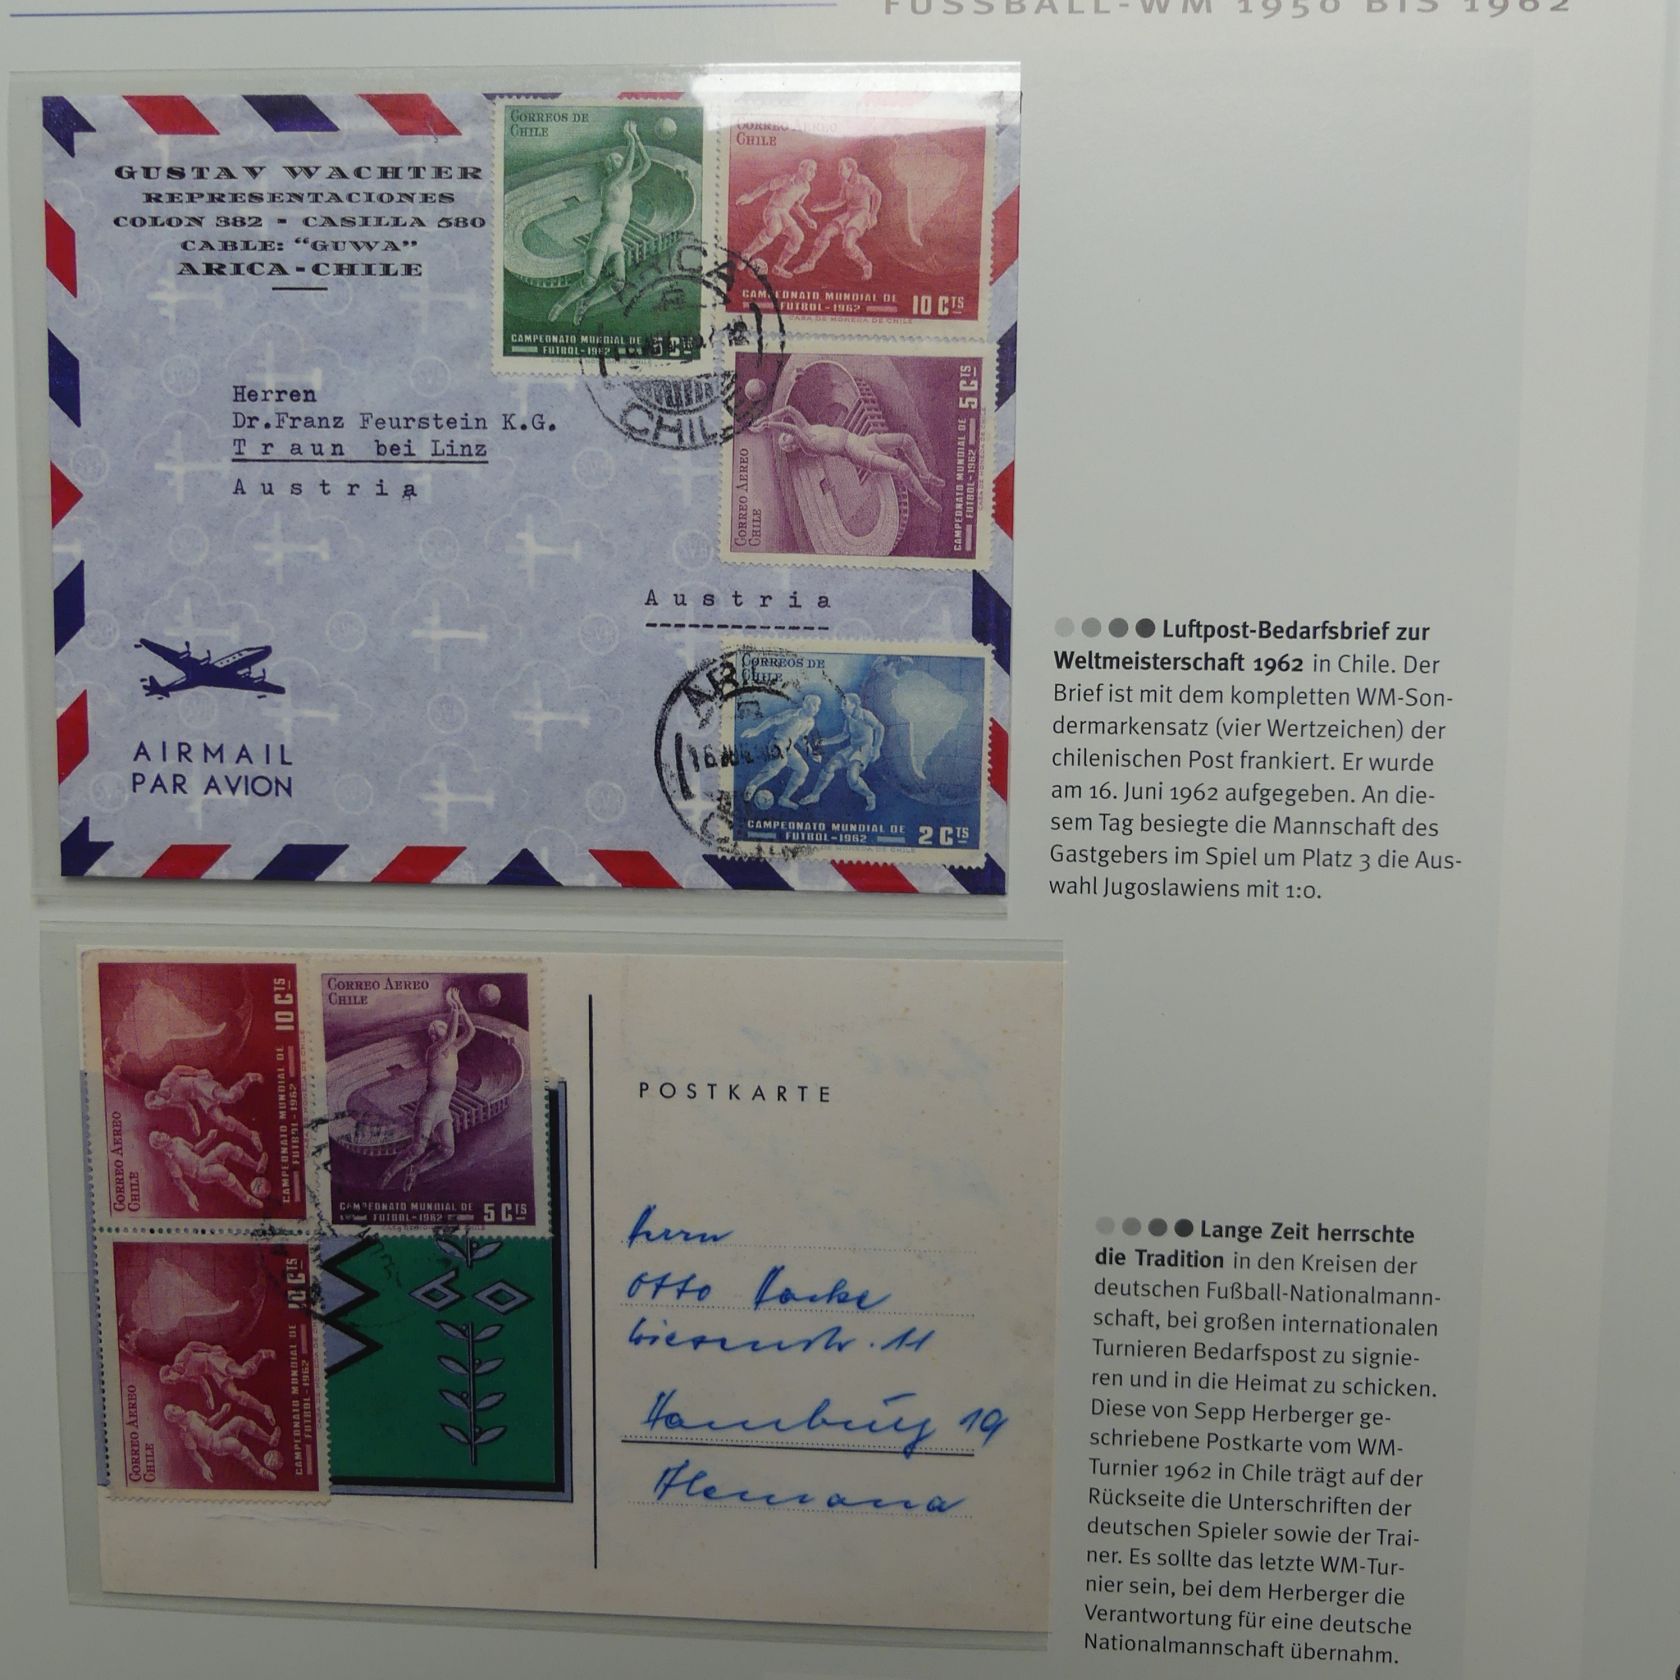 FUSSBALL-WM 1950 BIS 1962
GUSTAV WACHTER
REPRESENTACIONES
COLON 382 - CASILLA 580
CABLE: "GUWA"
ARICA-CHILE
CORREOS DE
CHILE
CAMPEONATO MUNDIAL DE
FUTBOL-1962
CORREO AEREO
CHILE
CAMPEONATO MUNDIAL DE
FUTBOL-1962
10 CTS
CASA DE MONEDA DE CHILE
ARICA
CHILE
CORREO AEREO
CHILE
CAMPEONATO MUNDIAL DE
FUTBOL-1962
5 CTS
Herren
Dr.Franz Feurstein K.G.
Traun bei Linz
Austria
Austria
AIRMAIL
PAR AVION
CORREOS DE
CHILE
CAMPEONATO MUNDIAL DE
FUTBOL-1962
2 CTS
Luftpost-Bedarfsbrief zur
Weltmeisterschaft 1962 in Chile. Der
Brief ist mit dem kompletten WM-Son-
dermarkensatz (vier Wertzeichen) der
chilenischen Post frankiert. Er wurde
am 16. Juni 1962 aufgegeben. An die-
sem Tag besiegte die Mannschaft des
Gastgebers im Spiel um Platz 3 die Aus-
wahl Jugoslawiens mit 1:0.
CORREO AEREO
CHILE
CAMPEONATO MUNDIAL DE
FUTBOL-1962
10 CTS
CORREO AEREO
CHILE
CAMPEONATO MUNDIAL DE
FUTBOL-1962
5 CTS
CORREO AEREO
CHILE
CAMPEONATO MUNDIAL DE
FUTBOL-1962
10 CTS
60
POSTKARTE
Herrn
Otto
11
Hamburg 19
Alemana
Lange Zeit herrschte
die Tradition in den Kreisen der
deutschen Fußball-Nationalmann-
schaft, bei großen internationalen
Turnieren Bedarfspost zu signie-
ren und in die Heimat zu schicken.
Diese von Sepp Herberger ge-
schriebene Postkarte vom WM-
Turnier 1962 in Chile trägt auf der
Rückseite die Unterschriften der
deutschen Spieler sowie der Trai-
ner. Es sollte das letzte WM-Tur-
nier sein, bei dem Herberger die
Verantwortung für eine deutsche
Nationalmannschaft übernahm.